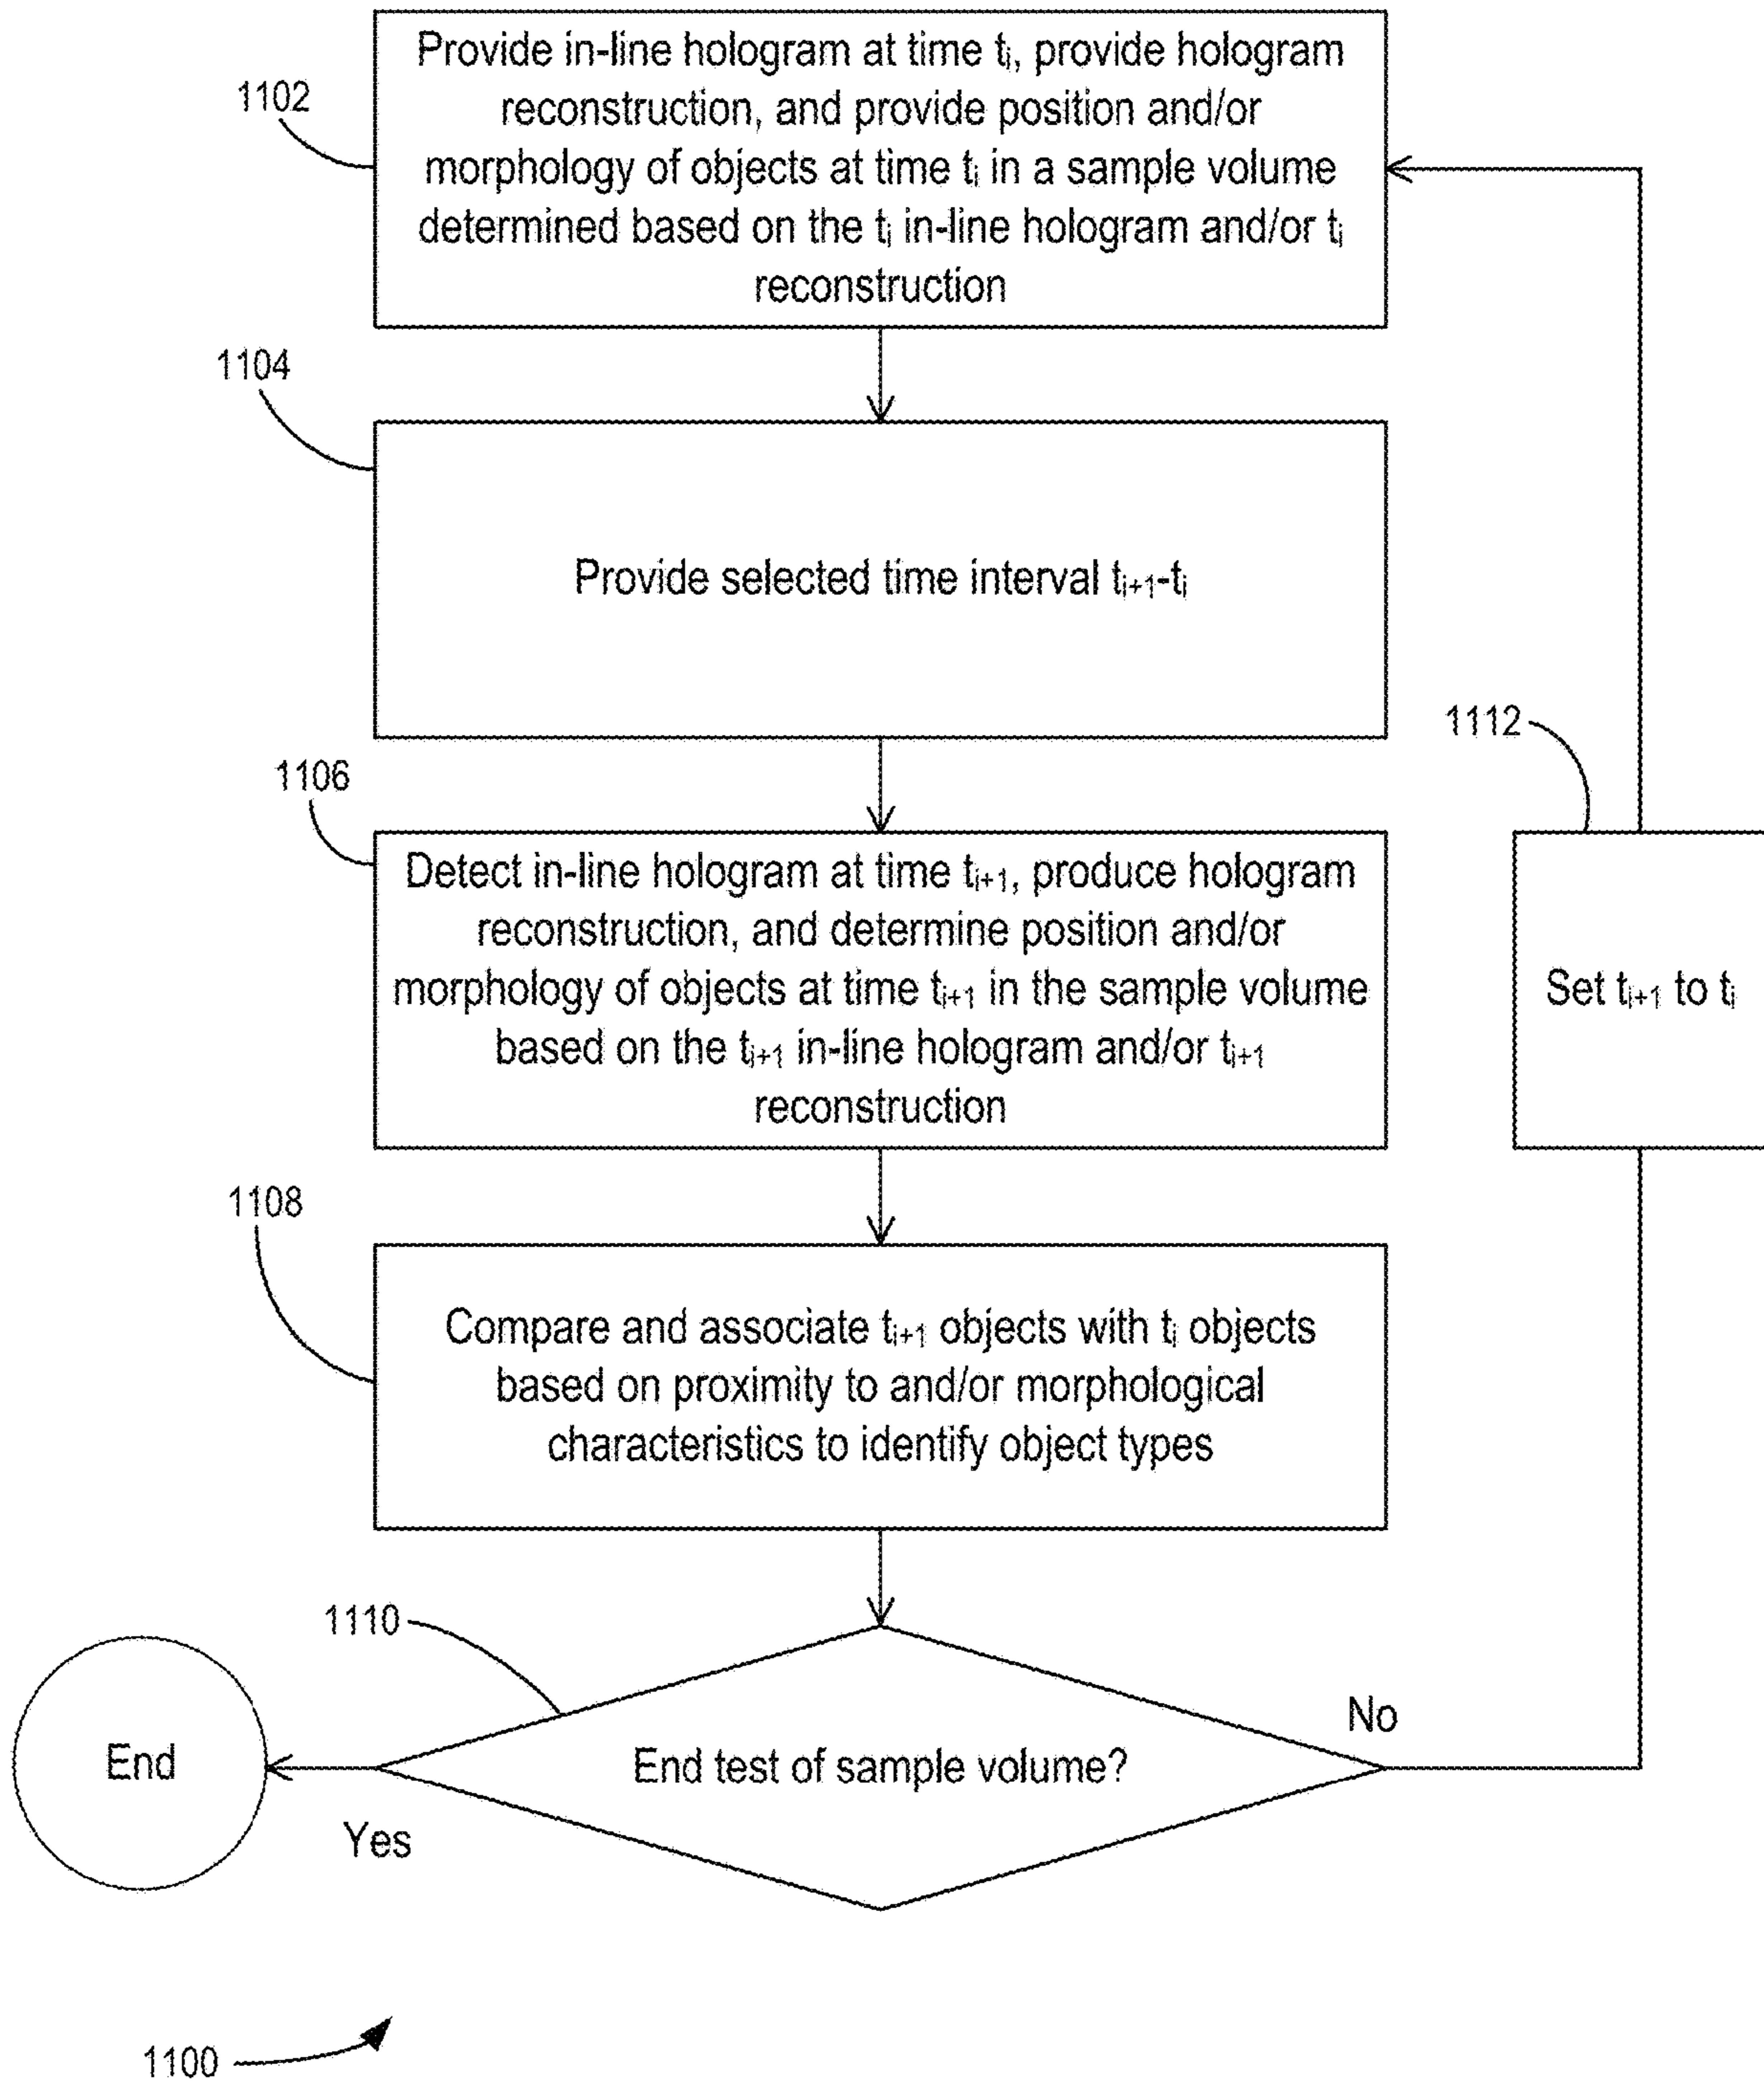 1102
Provide in-line hologram at time tᵢ, provide hologram
reconstruction, and provide position and/or
morphology of objects at time tᵢ in a sample volume
determined based on the tᵢ in-line hologram and/or tᵢ
reconstruction
1104
Provide selected time interval tᵢ₊₁-tᵢ
1106
Detect in-line hologram at time tᵢ₊₁, produce hologram
reconstruction, and determine position and/or
morphology of objects at time tᵢ₊₁ in the sample volume
based on the tᵢ₊₁ in-line hologram and/or tᵢ₊₁
reconstruction
1112
Set tᵢ₊₁ to tᵢ
1108
Compare and associate tᵢ₊₁ objects with tᵢ objects
based on proximity to and/or morphological
characteristics to identify object types
1110
End test of sample volume?
No
Yes
End
1100